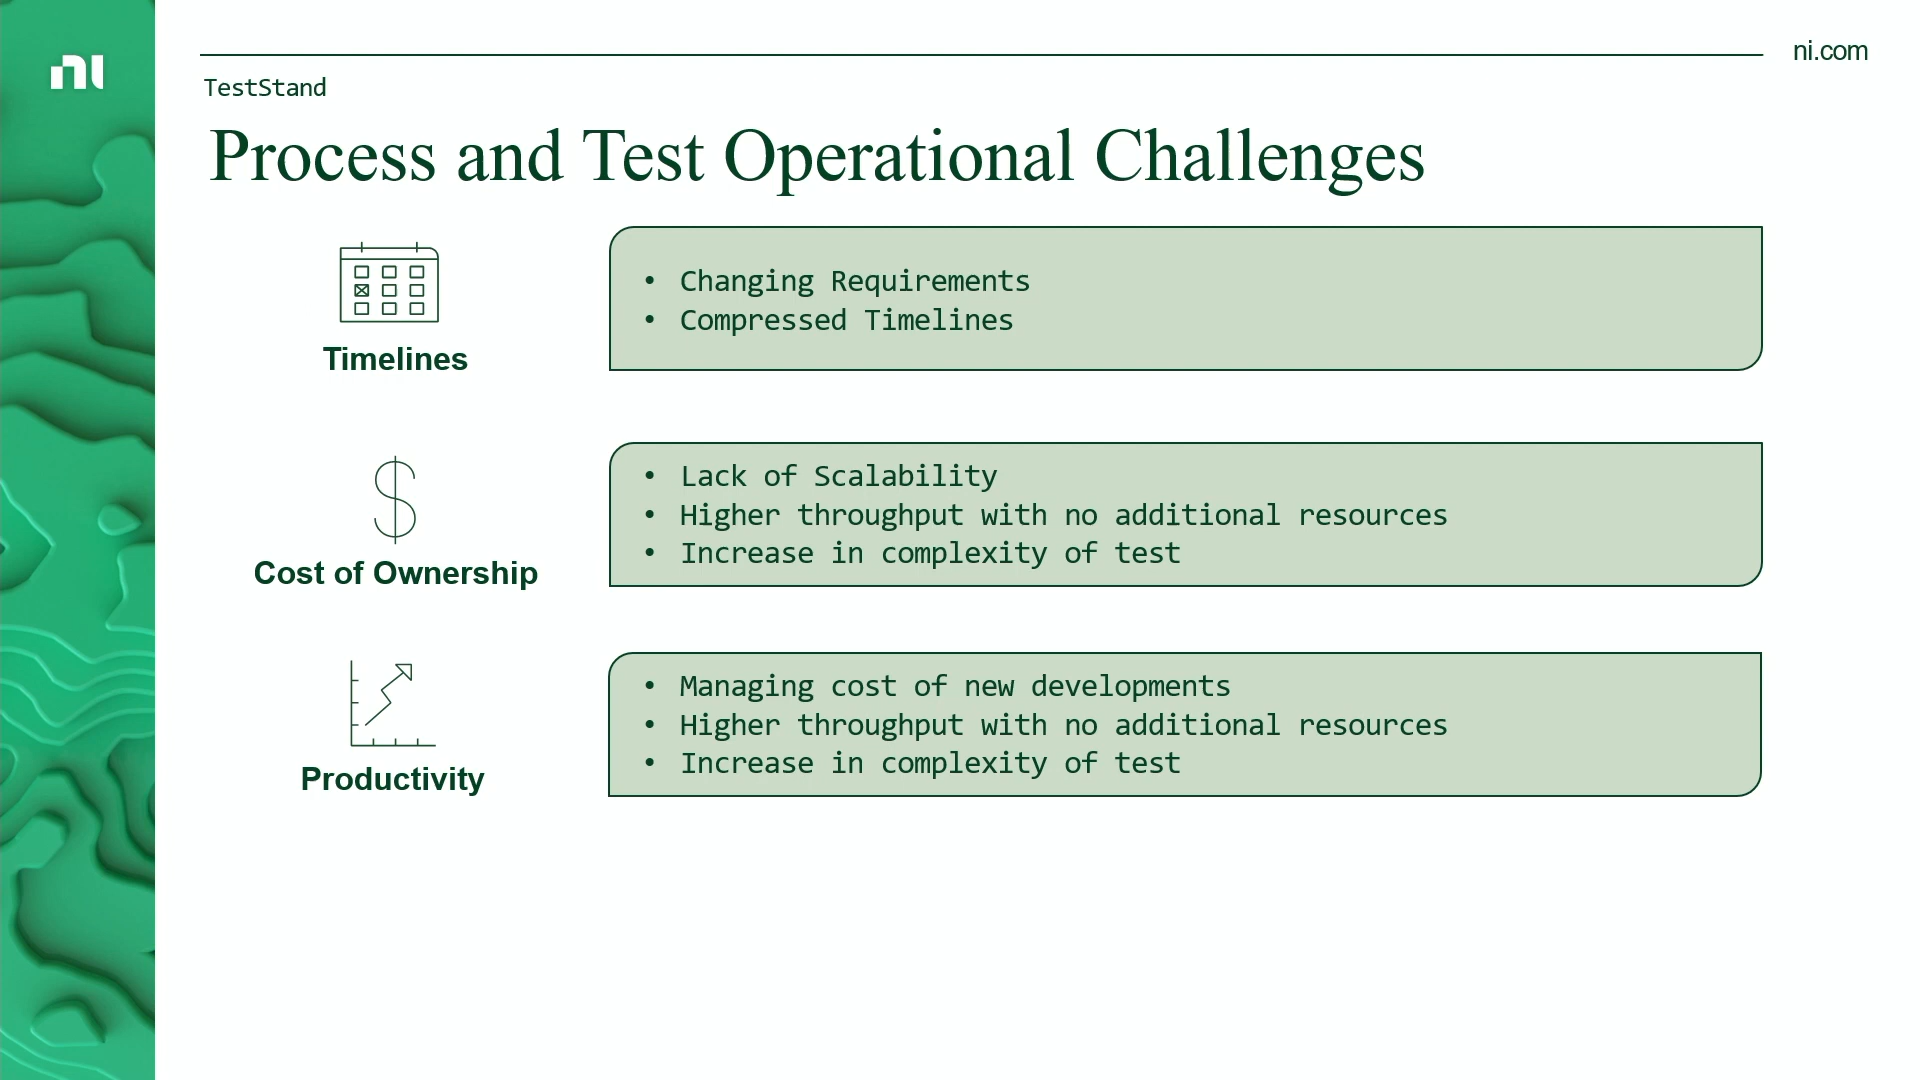 ni
ni.com
TestStand
Process and Test Operational Challenges
Timelines
• Changing Requirements
• Compressed Timelines
Cost of Ownership
• Lack of Scalability
• Higher throughput with no additional resources
• Increase in complexity of test
Productivity
• Managing cost of new developments
• Higher throughput with no additional resources
• Increase in complexity of test